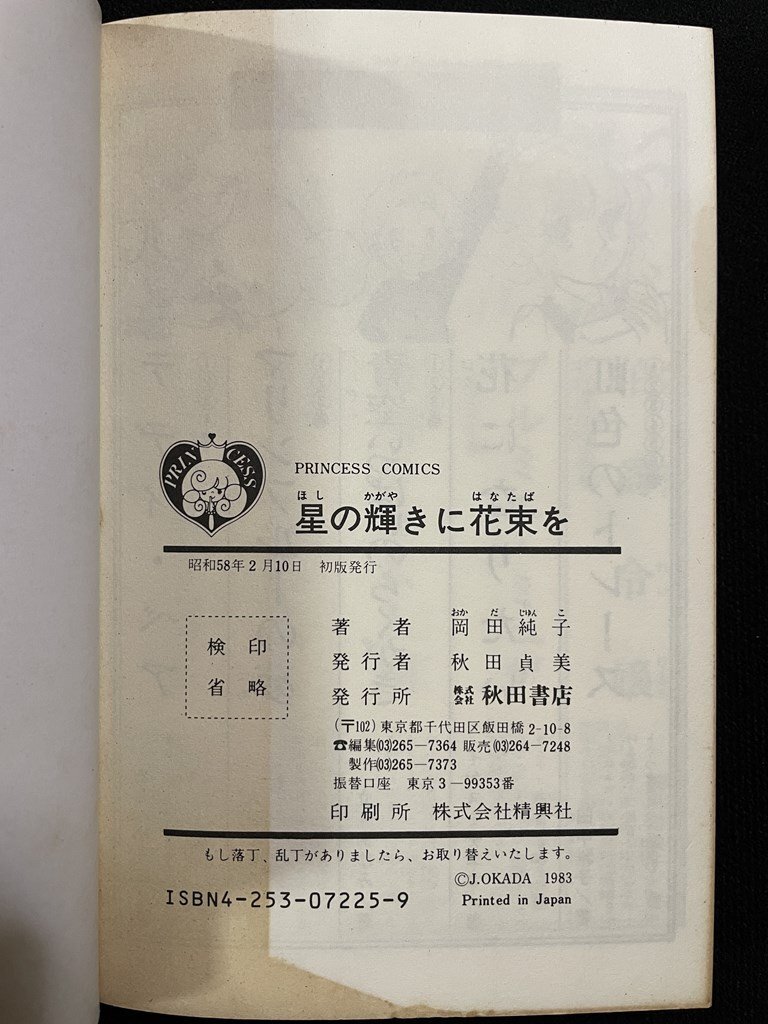 PRINCESS
PRINCESS COMICS
ほし かがや はなたば
星の輝きに花束を
昭和58年2月10日 初版発行
検印
省略
おか だ じゅん こ
著者 岡田純子
発行者 秋田貞美
発行所 株式会社 秋田書店
(〒102) 東京都千代田区飯田橋2-10-8
☎編集(03)265―7364 販売(03)264―7248
製作(03)265―7373
振替口座 東京3―99353番
印刷所 株式会社精興社
もし落丁、乱丁がありましたら、お取り替えいたします。
©J.OKADA 1983
ISBN4-253-07225-9
Printed in Japan